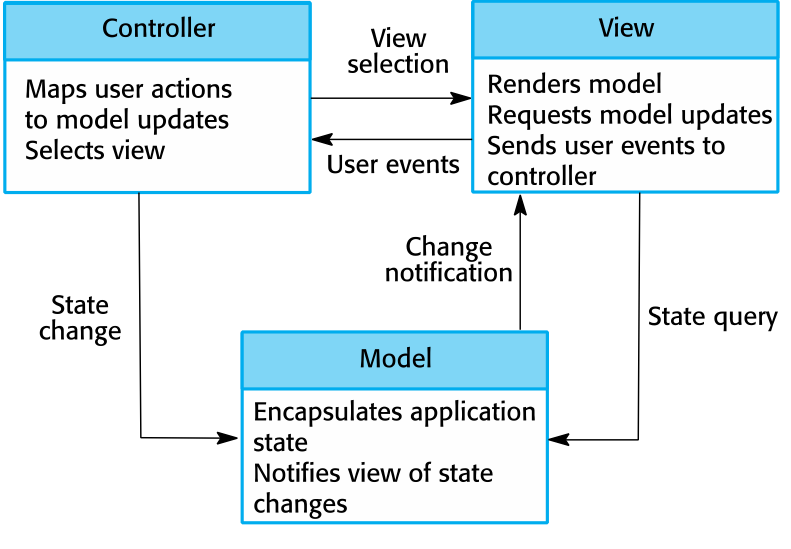 Controller
Maps user actions
to model updates
Selects view
View
selection
User events
View
Renders model
Requests model updates
Sends user events to
controller
State
change
Change
notification
State query
Model
Encapsulates application
state
Notifies view of state
changes